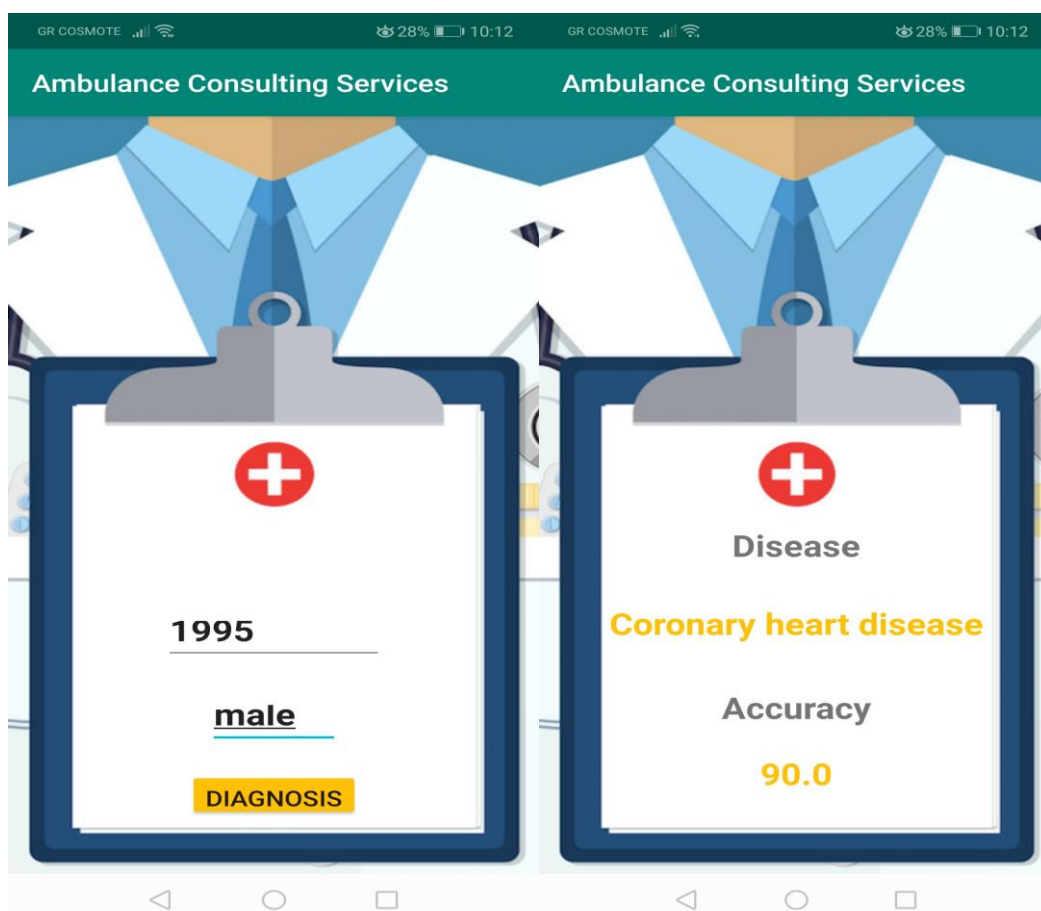 GR COSMOTE 28% 10:12
Ambulance Consulting Services
1995
male
DIAGNOSIS
GR COSMOTE 28% 10:12
Ambulance Consulting Services
Disease
Coronary heart disease
Accuracy
90.0